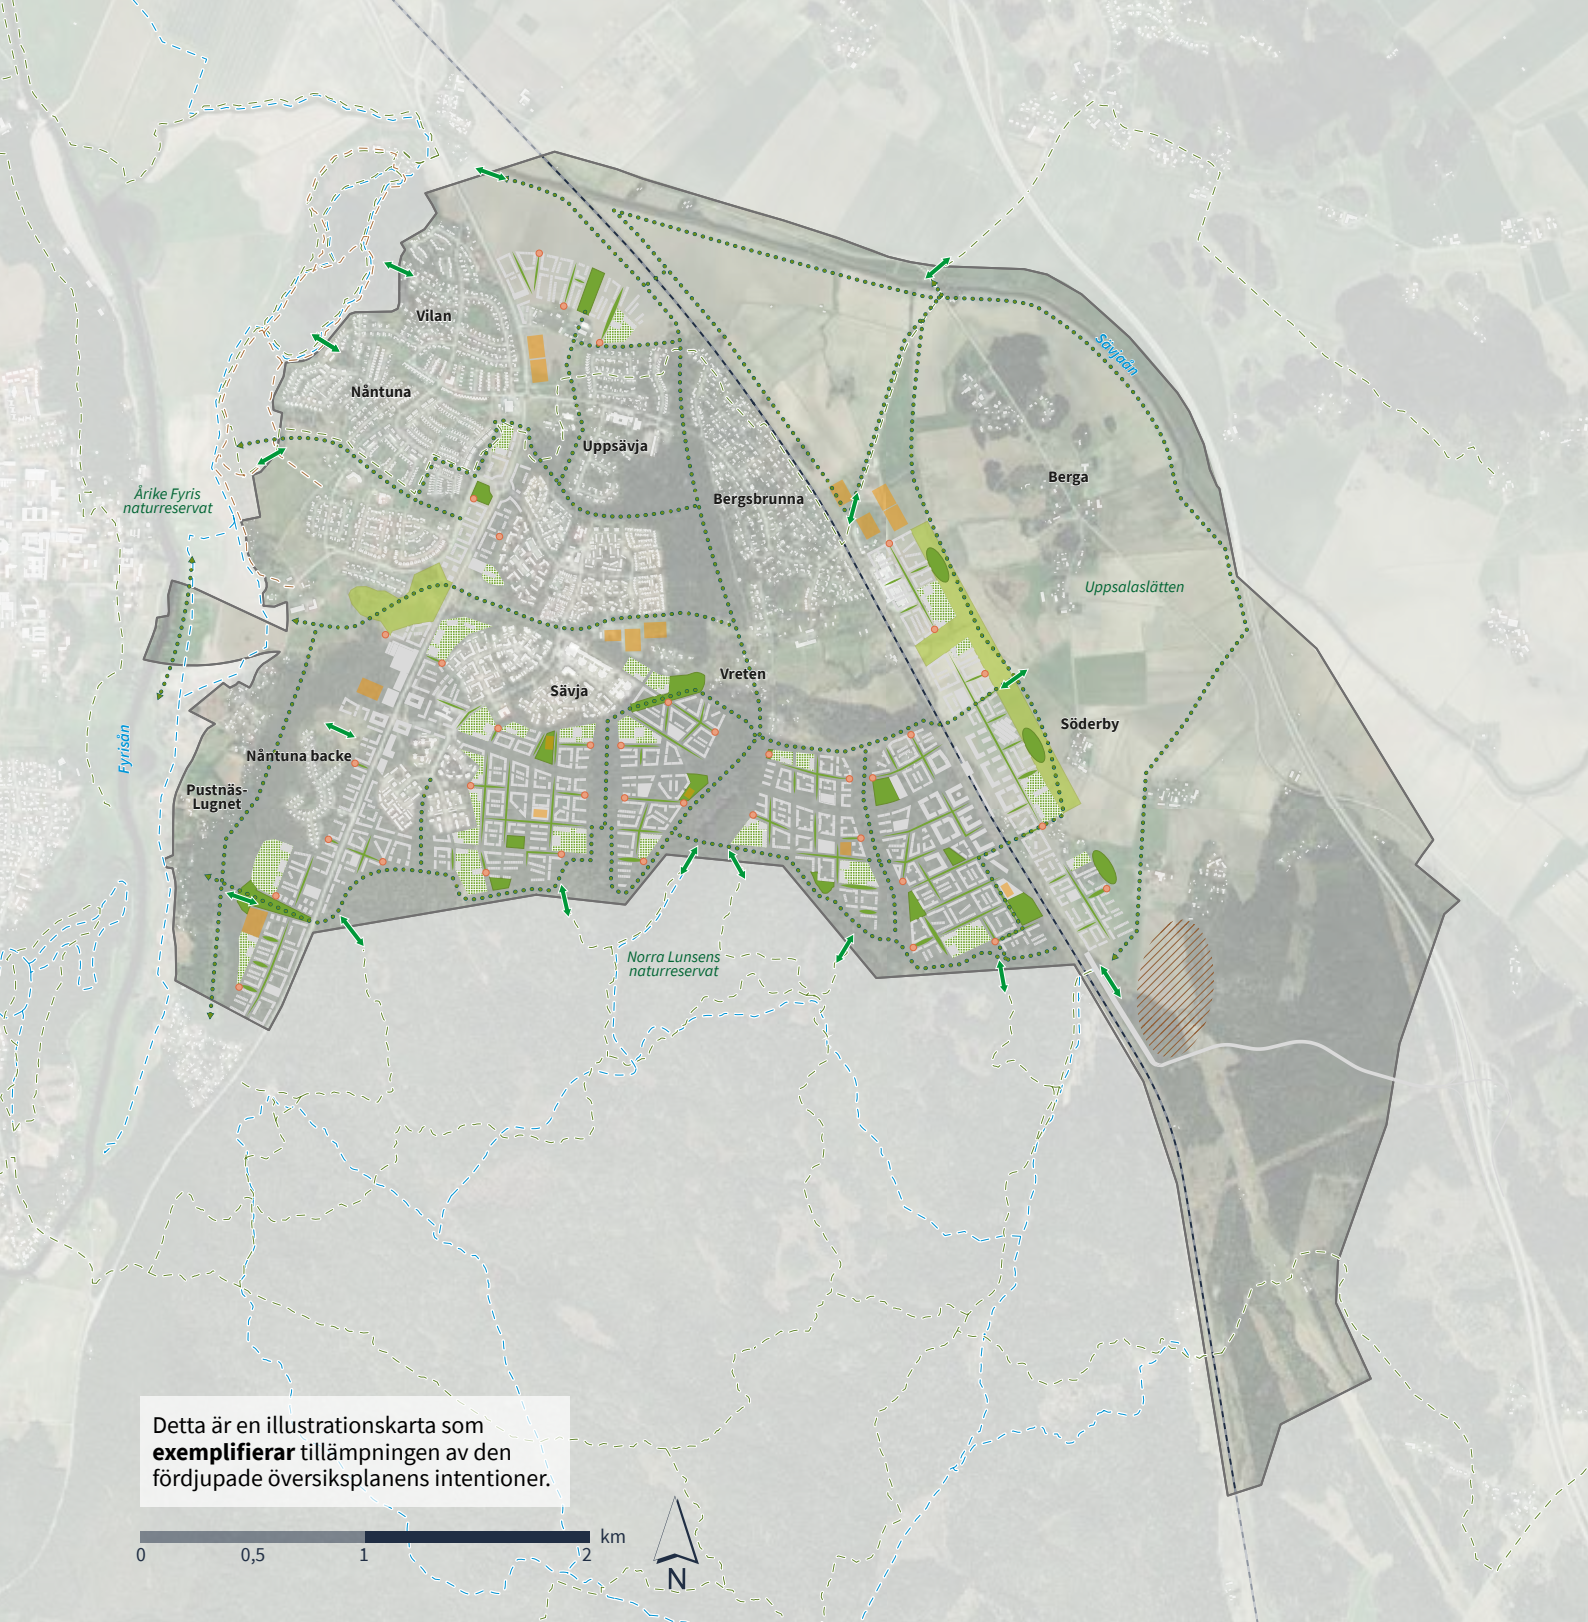 Vilan
Sävjaån
Nåntuna
Uppsävja
Berga
Bergsbrunna
Årike Fyris
naturreservat
Uppsalaslätten
Vreten
Sävja
Söderby
Fyrisån
Nåntuna backe
Pustnäs-
Lugnet
Norra Lunsens
naturreservat
Detta är en illustrationskarta som
exemplifierar tillämpningen av den
fördjupade översiksplanens intentioner.
km
0 0,5 1 2
N